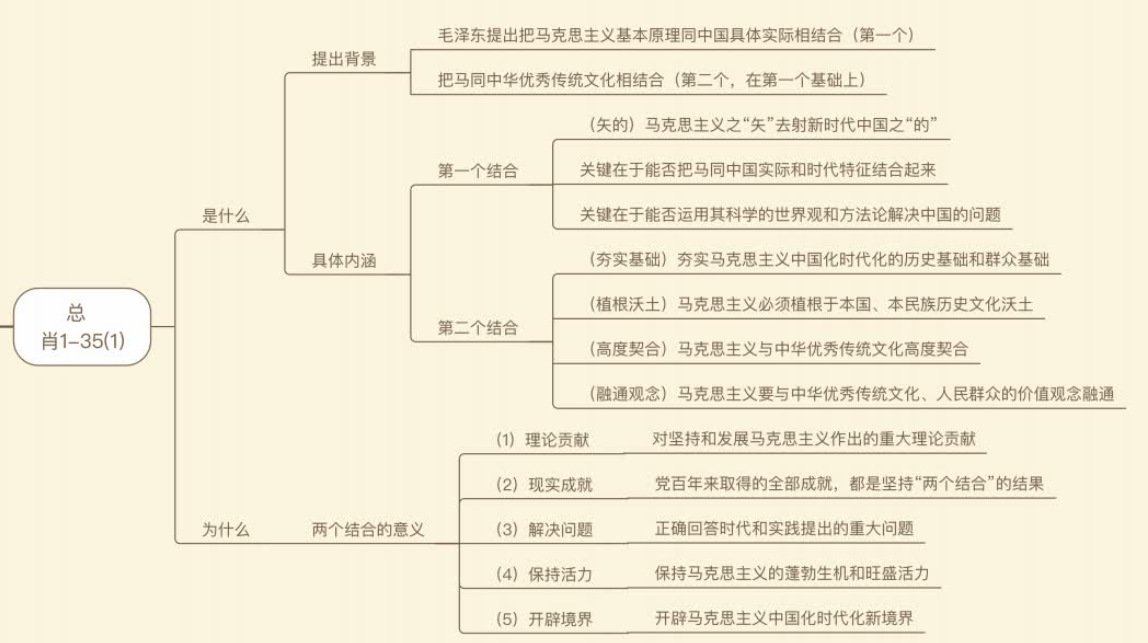 总
肖1-35(1)
是什么
提出背景
毛泽东提出把马克思主义基本原理同中国具体实际相结合（第一个）
把马同中华优秀传统文化相结合（第二个，在第一个基础上）
具体内涵
第一个结合
（矢的）马克思主义之“矢”去射新时代中国之“的”
关键在于能否把马同中国实际和时代特征结合起来
关键在于能否运用其科学的世界观和方法论解决中国的问题
第二个结合
（夯实基础）夯实马克思主义中国化时代化的历史基础和群众基础
（植根沃土）马克思主义必须植根于本国、本民族历史文化沃土
（高度契合）马克思主义与中华优秀传统文化高度契合
（融通观念）马克思主义要与中华优秀传统文化、人民群众的价值观念融通
为什么
两个结合的意义
（1）理论贡献
对坚持和发展马克思主义作出的重大理论贡献
（2）现实成就
党百年来取得的全部成就，都是坚持“两个结合”的结果
（3）解决问题
正确回答时代和实践提出的重大问题
（4）保持活力
保持马克思主义的蓬勃生机和旺盛活力
（5）开辟境界
开辟马克思主义中国化时代化新境界